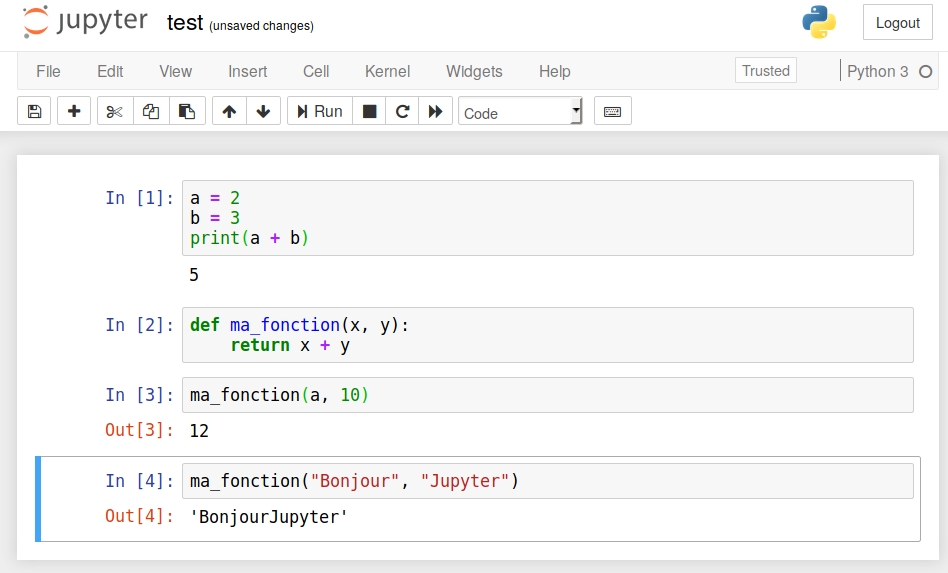 jupyter test (unsaved changes) Logout
File Edit View Insert Cell Kernel Widgets Help Trusted Python 3
Run Code
In [1]: a = 2
b = 3
print(a + b)
5
In [2]: def ma_fonction(x, y):
    return x + y
In [3]: ma_fonction(a, 10)
Out[3]: 12
In [4]: ma_fonction("Bonjour", "Jupyter")
Out[4]: 'BonjourJupyter'